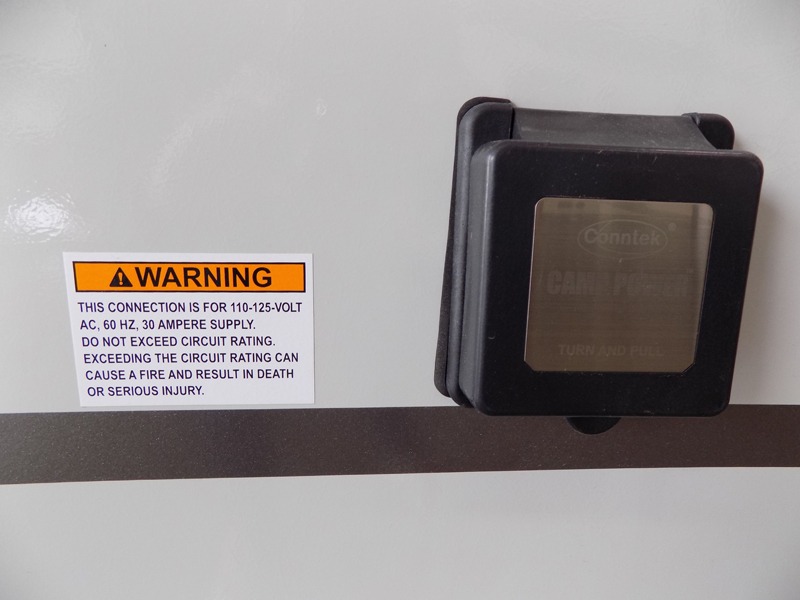 WARNING
THIS CONNECTION IS FOR 110-125-VOLT
AC, 60 HZ, 30 AMPERE SUPPLY.
DO NOT EXCEED CIRCUIT RATING.
EXCEEDING THE CIRCUIT RATING CAN
CAUSE A FIRE AND RESULT IN DEATH
OR SERIOUS INJURY.
Conntek
CAMP POWER
TURN AND PULL